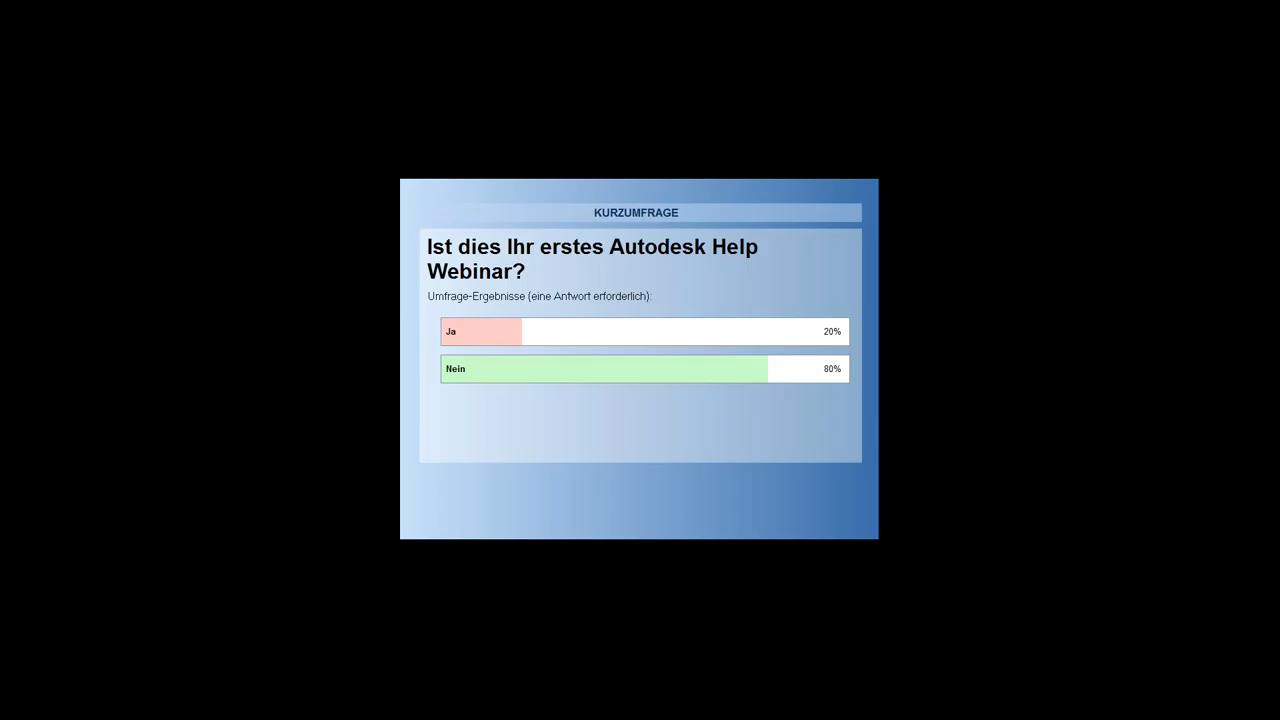 KURZUMFRAGE
Ist dies Ihr erstes Autodesk Help
Webinar?
Umfrage-Ergebnisse (eine Antwort erforderlich):
Ja 20%
Nein 80%